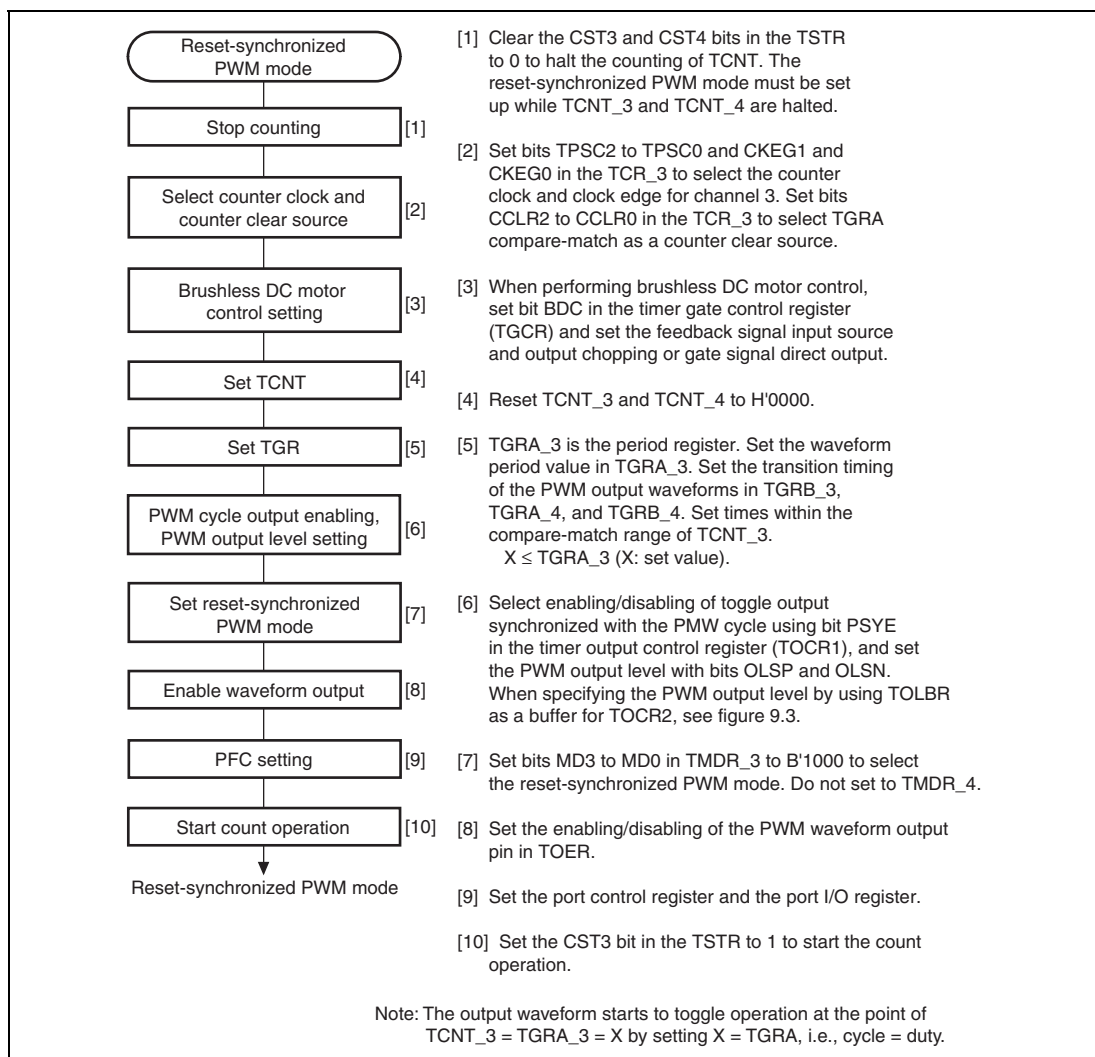 Reset-synchronized
PWM mode
Stop counting
[1]
Select counter clock and
counter clear source
[2]
Brushless DC motor
control setting
[3]
Set TCNT
[4]
Set TGR
[5]
PWM cycle output enabling,
PWM output level setting
[6]
Set reset-synchronized
PWM mode
[7]
Enable waveform output
[8]
PFC setting
[9]
Start count operation
[10]
Reset-synchronized PWM mode
[1] Clear the CST3 and CST4 bits in the TSTR
to 0 to halt the counting of TCNT. The
reset-synchronized PWM mode must be set
up while TCNT_3 and TCNT_4 are halted.
[2] Set bits TPSC2 to TPSC0 and CKEG1 and
CKEG0 in the TCR_3 to select the counter
clock and clock edge for channel 3. Set bits
CCLR2 to CCLR0 in the TCR_3 to select TGRA
compare-match as a counter clear source.
[3] When performing brushless DC motor control,
set bit BDC in the timer gate control register
(TGCR) and set the feedback signal input source
and output chopping or gate signal direct output.
[4] Reset TCNT_3 and TCNT_4 to H'0000.
[5] TGRA_3 is the period register. Set the waveform
period value in TGRA_3. Set the transition timing
of the PWM output waveforms in TGRB_3,
TGRA_4, and TGRB_4. Set times within the
compare-match range of TCNT_3.
X ≤ TGRA_3 (X: set value).
[6] Select enabling/disabling of toggle output
synchronized with the PMW cycle using bit PSYE
in the timer output control register (TOCR1), and set
the PWM output level with bits OLSP and OLSN.
When specifying the PWM output level by using TOLBR
as a buffer for TOCR2, see figure 9.3.
[7] Set bits MD3 to MD0 in TMDR_3 to B'1000 to select
the reset-synchronized PWM mode. Do not set to TMDR_4.
[8] Set the enabling/disabling of the PWM waveform output
pin in TOER.
[9] Set the port control register and the port I/O register.
[10] Set the CST3 bit in the TSTR to 1 to start the count
operation.
Note: The output waveform starts to toggle operation at the point of
TCNT_3 = TGRA_3 = X by setting X = TGRA, i.e., cycle = duty.